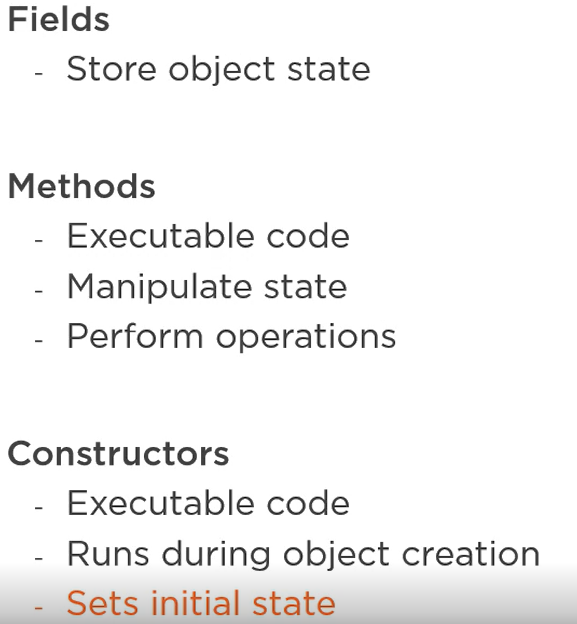 Fields
- Store object state
Methods
- Executable code
- Manipulate state
- Perform operations
Constructors
- Executable code
- Runs during object creation
- Sets initial state